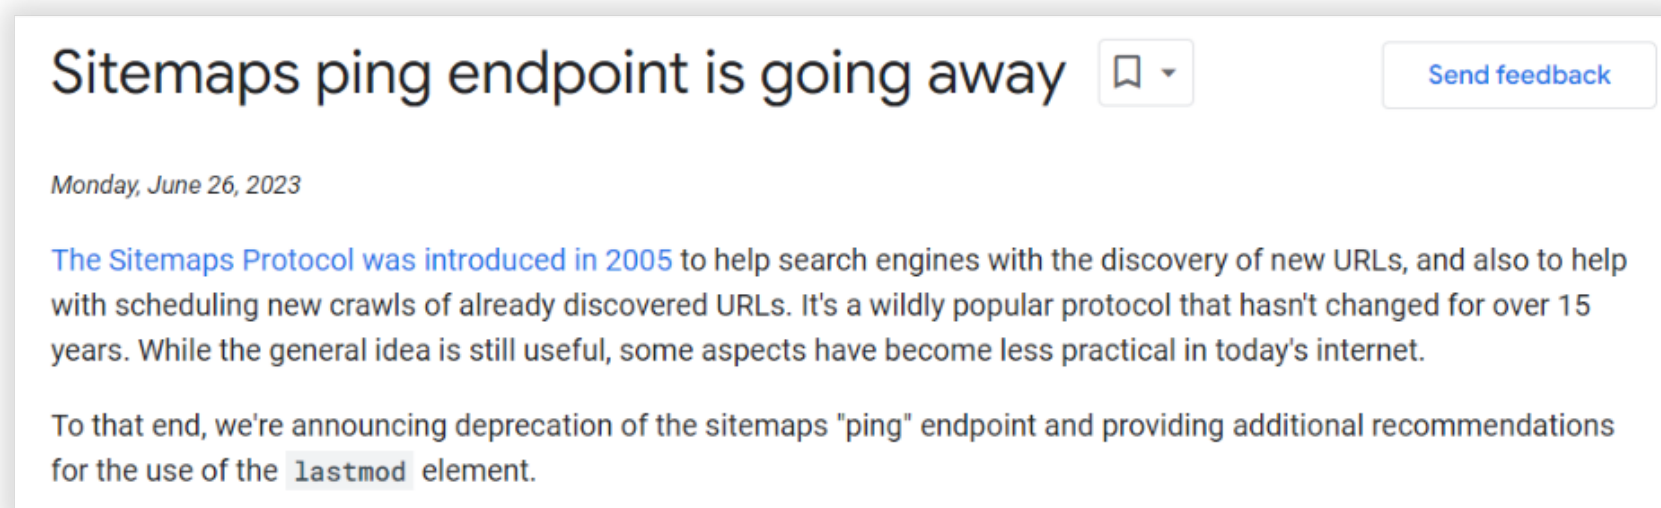 Sitemaps ping endpoint is going away
Send feedback
Monday, June 26, 2023
The Sitemaps Protocol was introduced in 2005 to help search engines with the discovery of new URLs, and also to help
with scheduling new crawls of already discovered URLs. It's a wildly popular protocol that hasn't changed for over 15
years. While the general idea is still useful, some aspects have become less practical in today's internet.
To that end, we're announcing deprecation of the sitemaps "ping" endpoint and providing additional recommendations
for the use of the lastmod element.